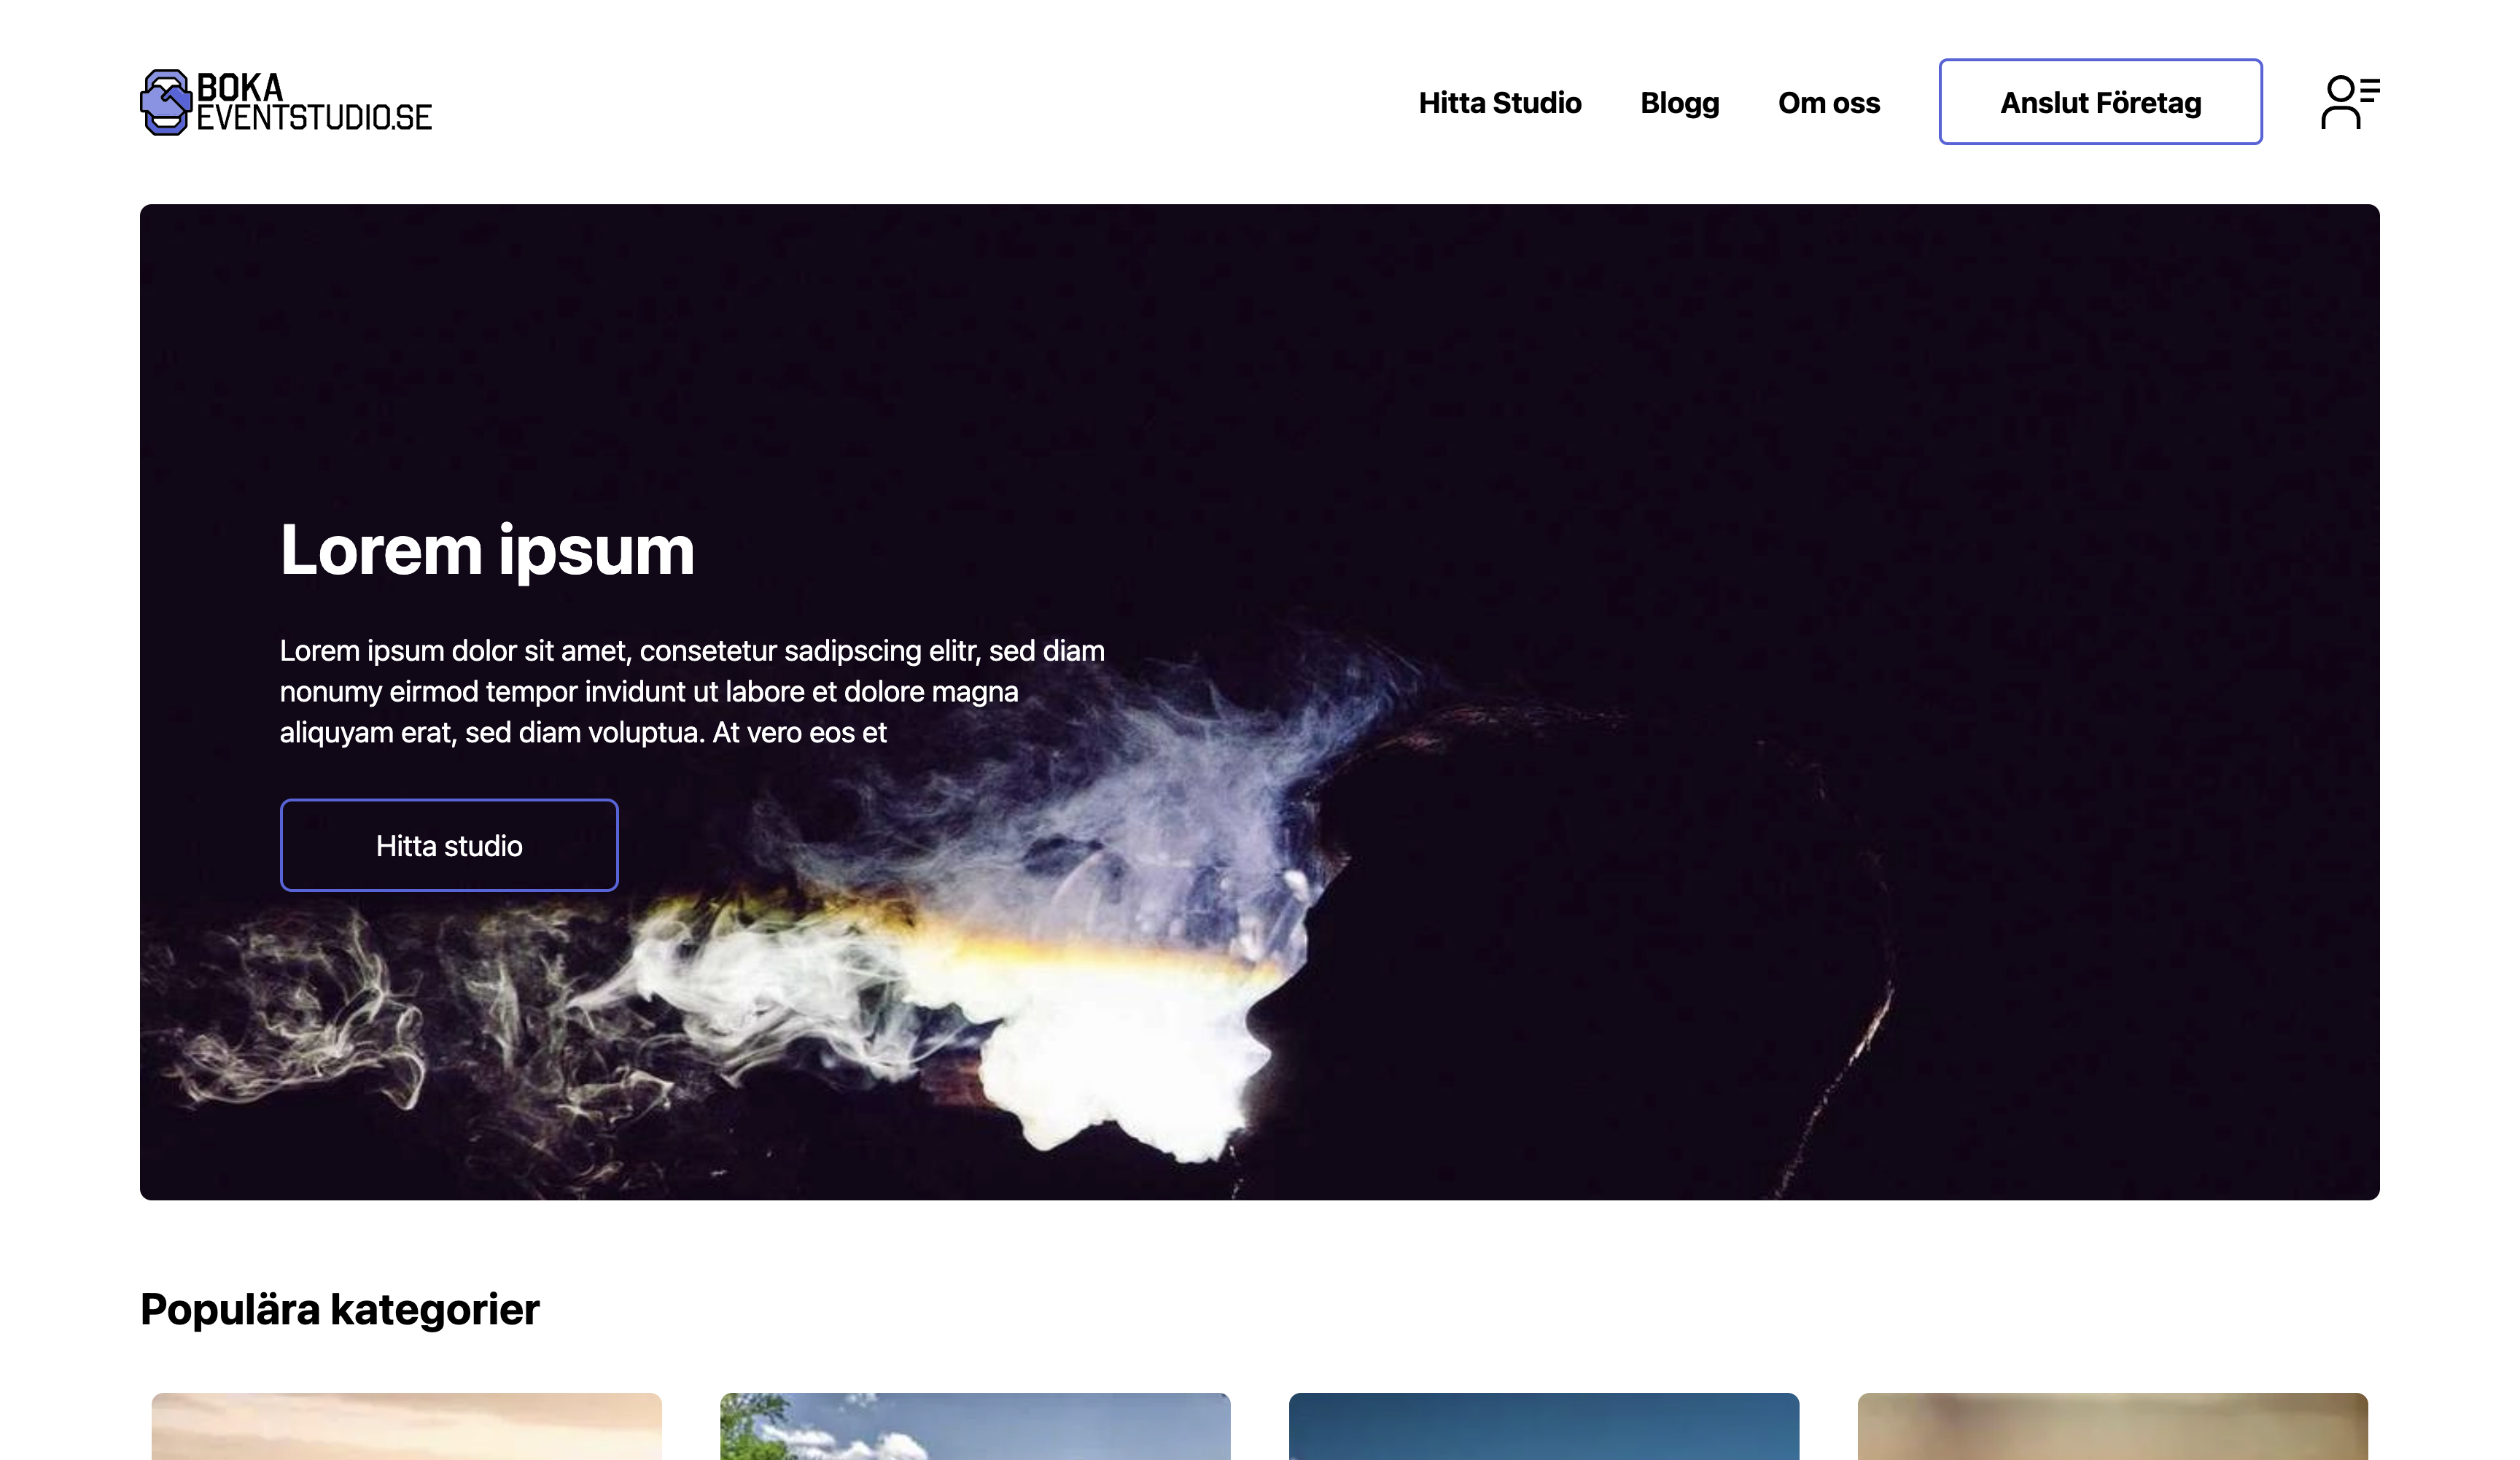 BOKA
EVENTSTUDIO.SE
Hitta Studio
Blogg
Om oss
Anslut Företag
Lorem ipsum
Lorem ipsum dolor sit amet, consetetur sadipscing elitr, sed diam
nonumy eirmod tempor invidunt ut labore et dolore magna
aliquyam erat, sed diam voluptua. At vero eos et
Hitta studio
Populära kategorier